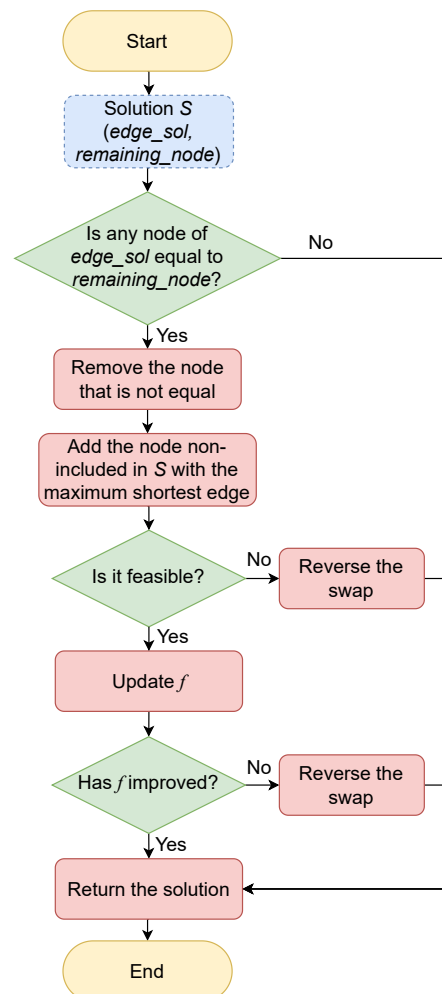 Start
Solution S
(edge_sol,
remaining_node)
Is any node of
edge_sol equal to
remaining_node?
No
Yes
Remove the node
that is not equal
Add the node non-
included in S with the
maximum shortest edge
Is it feasible?
No
Reverse the
swap
Yes
Update f
Has f improved?
No
Reverse the
swap
Yes
Return the solution
End